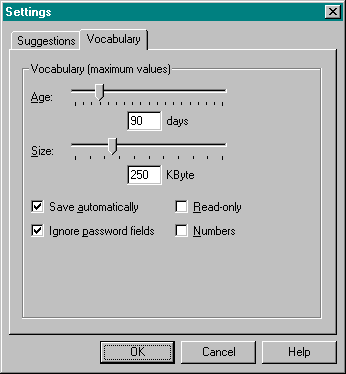 Settings
Suggestions Vocabulary
Vocabulary (maximum values)
Age:
90 days
Size:
250 KByte
Save automatically Read-only
Ignore password fields Numbers
OK Cancel Help